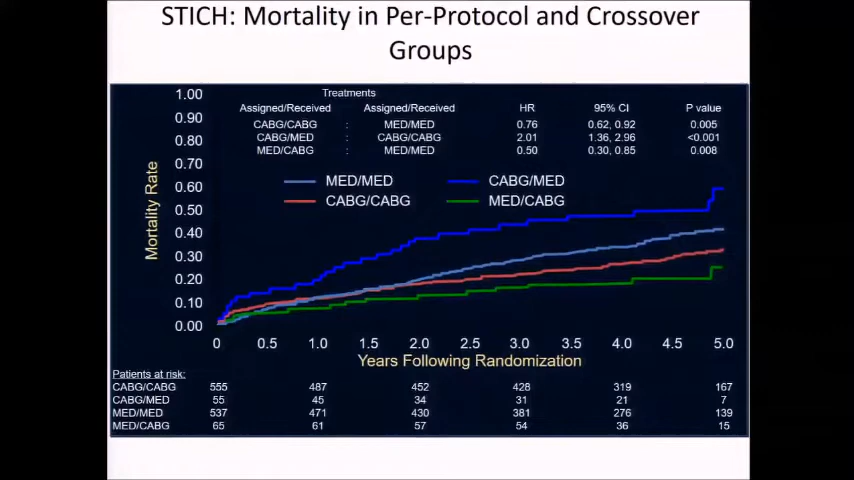 STICH: Mortality in Per-Protocol and Crossover
Groups
Treatments
Assigned/Received Assigned/Received HR 95% CI P value
CABG/CABG : MED/MED 0.76 0.62, 0.92 0.005
CABG/MED : CABG/CABG 2.01 1.36, 2.96 <0.001
MED/CABG : MED/MED 0.50 0.30, 0.85 0.008
MED/MED CABG/MED
CABG/CABG MED/CABG
Mortality Rate
1.00
0.90
0.80
0.70
0.60
0.50
0.40
0.30
0.20
0.10
0.00
0 0.5 1.0 1.5 2.0 2.5 3.0 3.5 4.0 4.5 5.0
Years Following Randomization
Patients at risk:
CABG/CABG 555 487 452 428 319 167
CABG/MED 55 45 34 31 21 7
MED/MED 537 471 430 381 276 139
MED/CABG 65 61 57 54 36 15